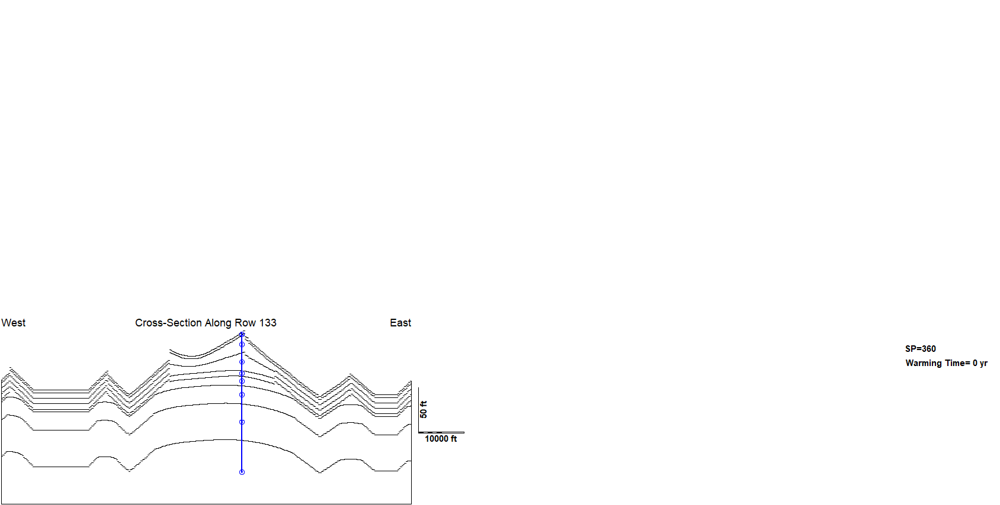 West
Cross-Section Along Row 133
East
SP=360
Warming Time= 0 yr
50 ft
10000 ft